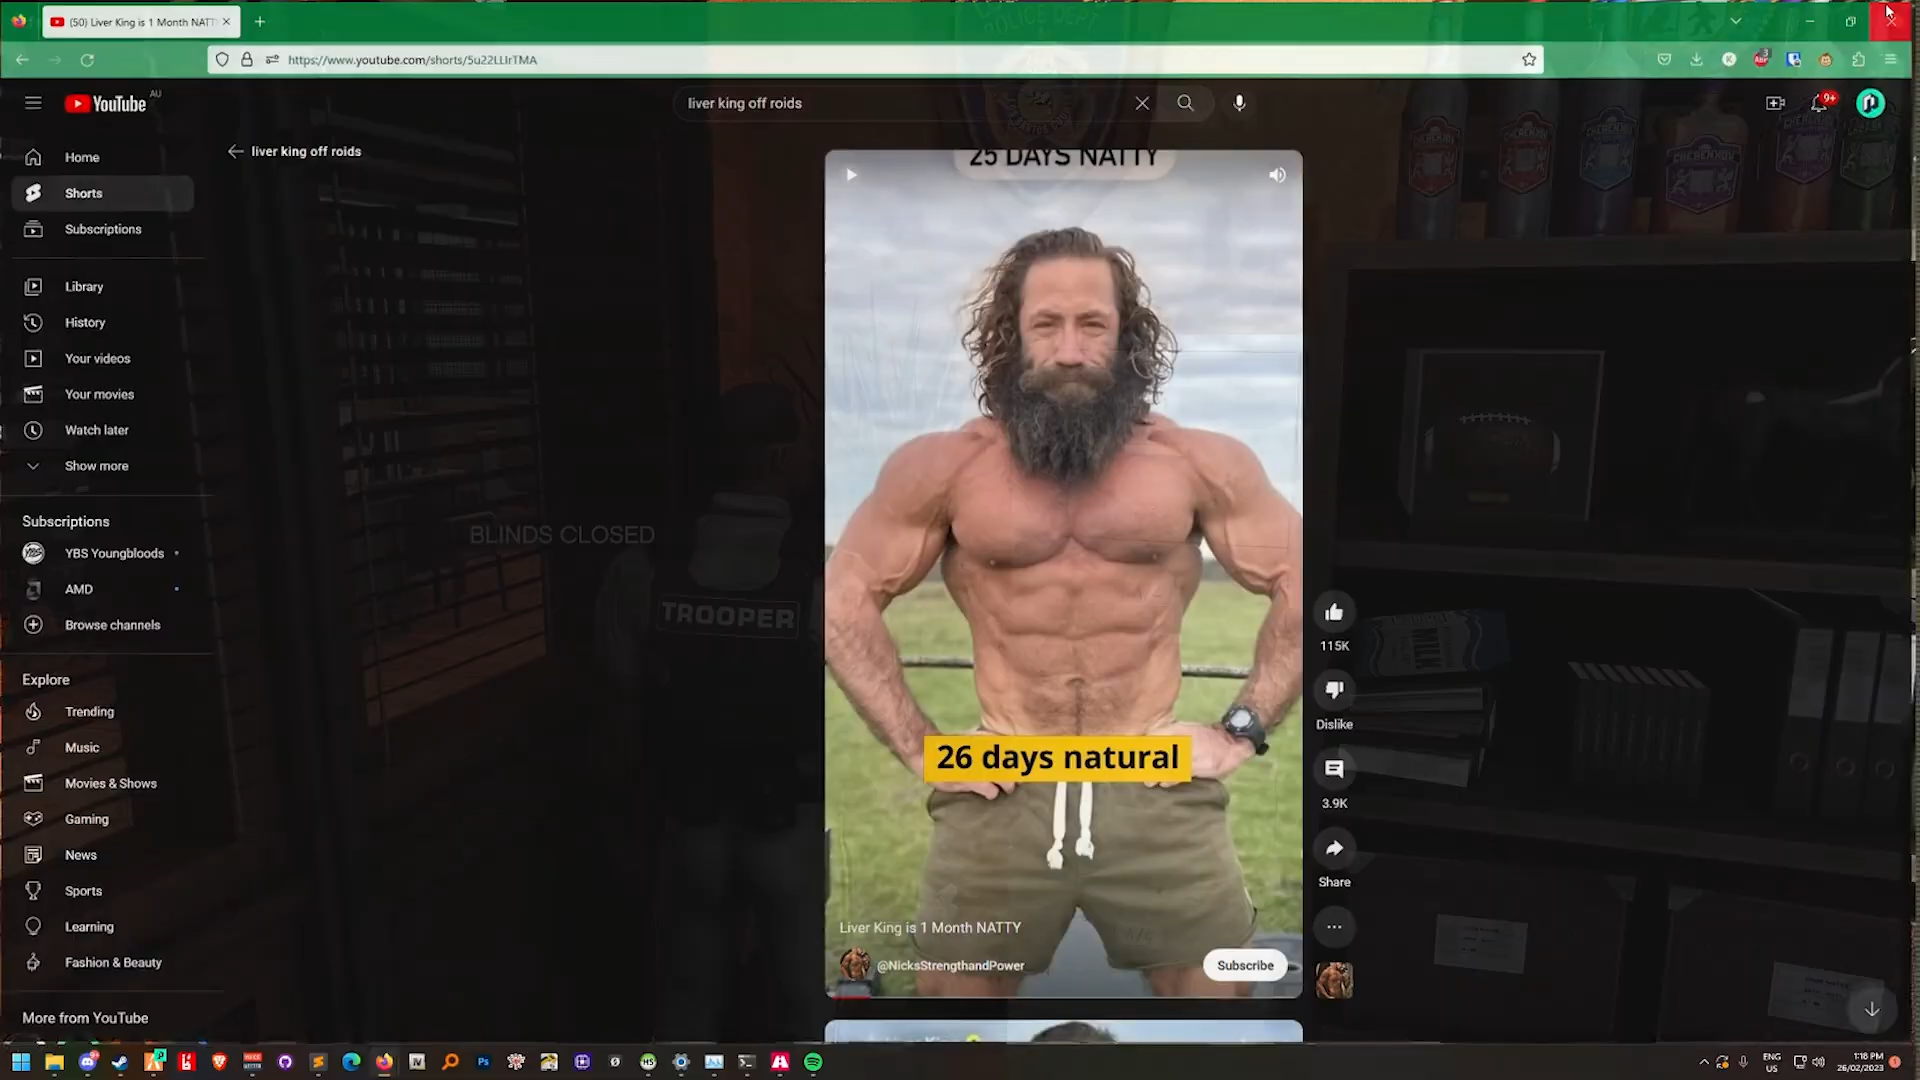 (50) Liver King is 1 Month NATT
https://www.youtube.com/shorts/5u22LLIrTMA
YouTube AU
liver king off roids
9+
liver king off roids
Home
Shorts
Subscriptions
Library
History
Your videos
Your movies
Watch later
Show more
Subscriptions
YBS Youngbloods
AMD
Browse channels
Explore
Trending
Music
Movies & Shows
Gaming
News
Sports
Learning
Fashion & Beauty
More from YouTube
POLICE DEPT
BLINDS CLOSED
TROOPER
25 DAYS NATTY
26 days natural
Liver King is 1 Month NATTY
@NicksStrengthandPower
Subscribe
115K
Dislike
3.9K
Share
ENG
US
1:18 PM
26/02/2023